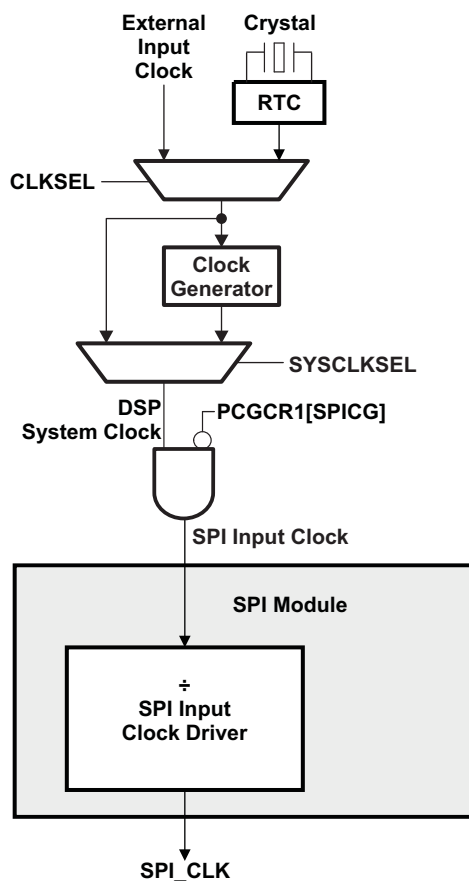 External
Input
Clock
Crystal
RTC
CLKSEL
Clock
Generator
SYSCLKSEL
DSP
System Clock
PCGCR1[SPICG]
SPI Input Clock
SPI Module
÷
SPI Input
Clock Driver
SPI_CLK